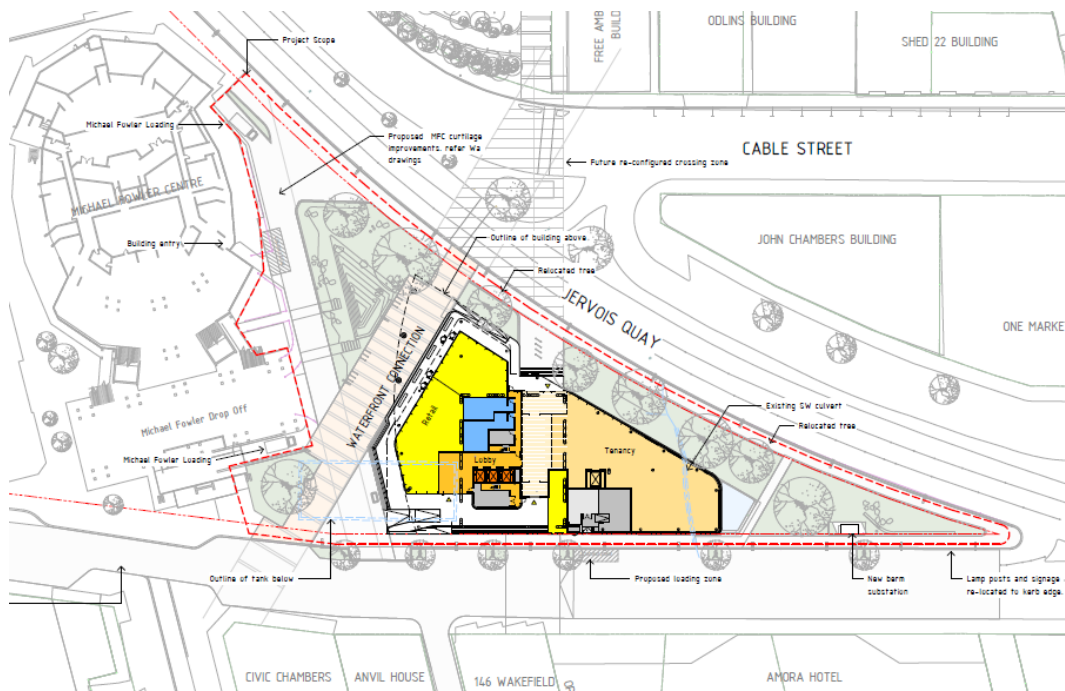 ODLINS BUILDING
FREE AMB
BUILD
SHED 22 BUILDING
Project Scope
Michael Fowler Loading
Proposed MFC curtilage
improvements. refer Wa
drawings
CABLE STREET
Future re-configured crossing zone
MICHAEL FOWLER CENTRE
Building entry
Outline of building above.
JOHN CHAMBERS BUILDING
Relocated tree
JERVOIS QUAY
ONE MARKE
WATERFRONT CONNECTION
Retail
Existing SW culvert
Relocated tree
Michael Fowler Drop Off
Tenancy
Lobby
Michael Fowler Loading
Outline of tank below
Proposed loading zone
New berm
substation
Lamp posts and signage
re-located to kerb edge.
CIVIC CHAMBERS
ANVIL HOUSE
146 WAKEFIELD
AMORA HOTEL